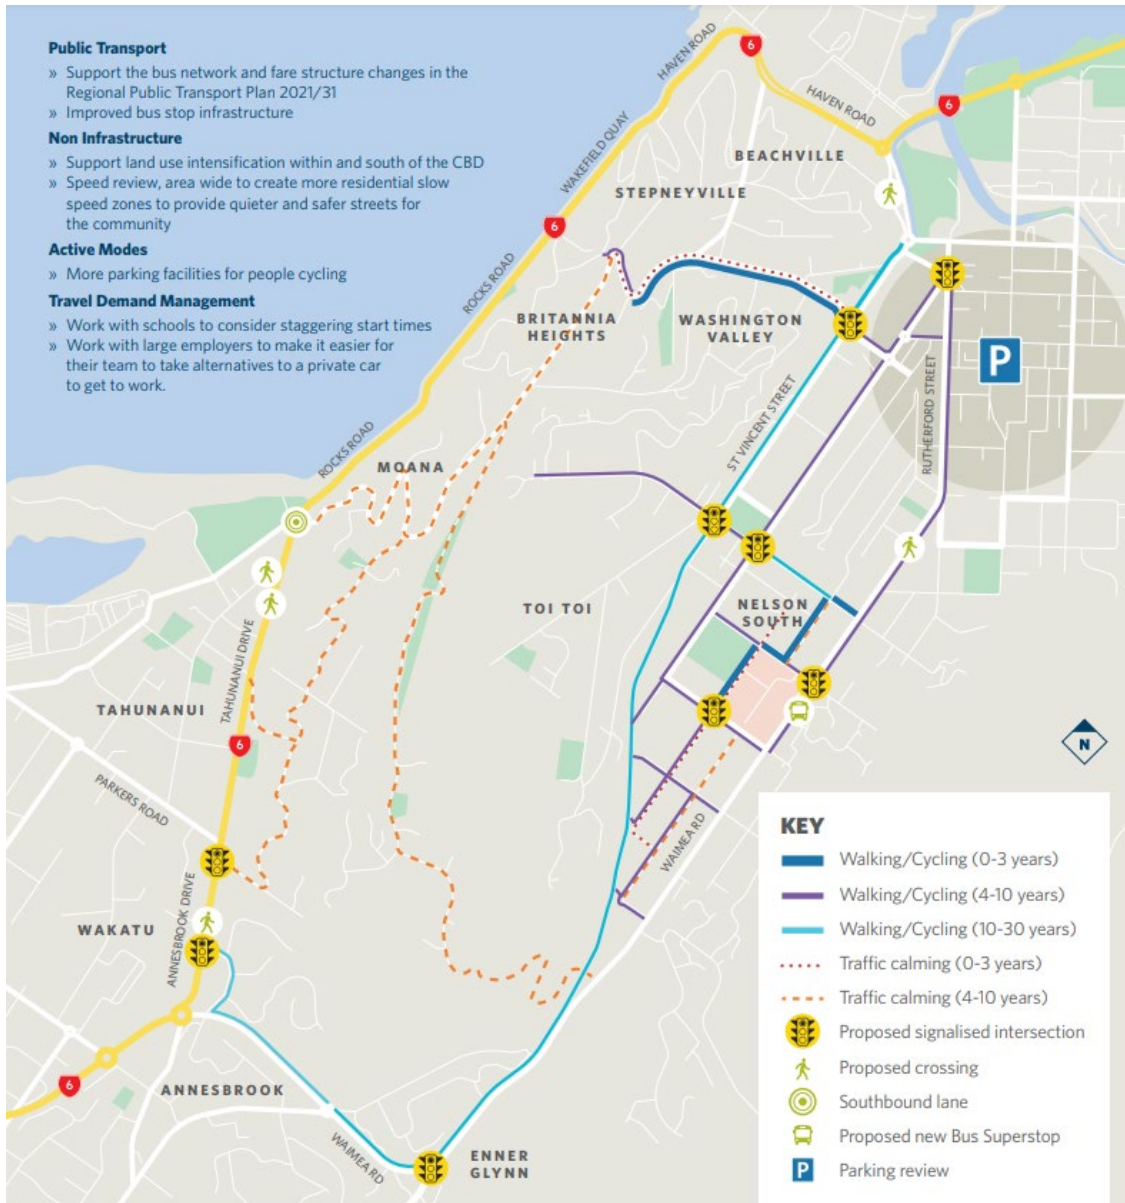 Public Transport
» Support the bus network and fare structure changes in the
Regional Public Transport Plan 2021/31
» Improved bus stop infrastructure
Non Infrastructure
» Support land use intensification within and south of the CBD
» Speed review, area wide to create more residential slow
speed zones to provide quieter and safer streets for
the community
Active Modes
» More parking facilities for people cycling
Travel Demand Management
» Work with schools to consider staggering start times
» Work with large employers to make it easier for
their team to take alternatives to a private car
to get to work.
HAVEN ROAD
6
HAVEN ROAD
6
BEACHVILLE
WAKEFIELD QUAY
STEPNEYVILLE
6
ROCKS ROAD
BRITANNIA
HEIGHTS
WASHINGTON
VALLEY
P
ST VINCENT STREET
RUTHERFORD STREET
ROCKS ROAD
MOANA
TOI TOI
NELSON
SOUTH
TAHUNANUI DRIVE
TAHUNANUI
6
N
PARKERS ROAD
WAIMEA RD
ANNESBROOK DRIVE
WAKATU
6
ANNESBROOK
WAIMEA RD
ENNER
GLYNN
KEY
Walking/Cycling (0-3 years)
Walking/Cycling (4-10 years)
Walking/Cycling (10-30 years)
Traffic calming (0-3 years)
Traffic calming (4-10 years)
Proposed signalised intersection
Proposed crossing
Southbound lane
Proposed new Bus Superstop
P Parking review